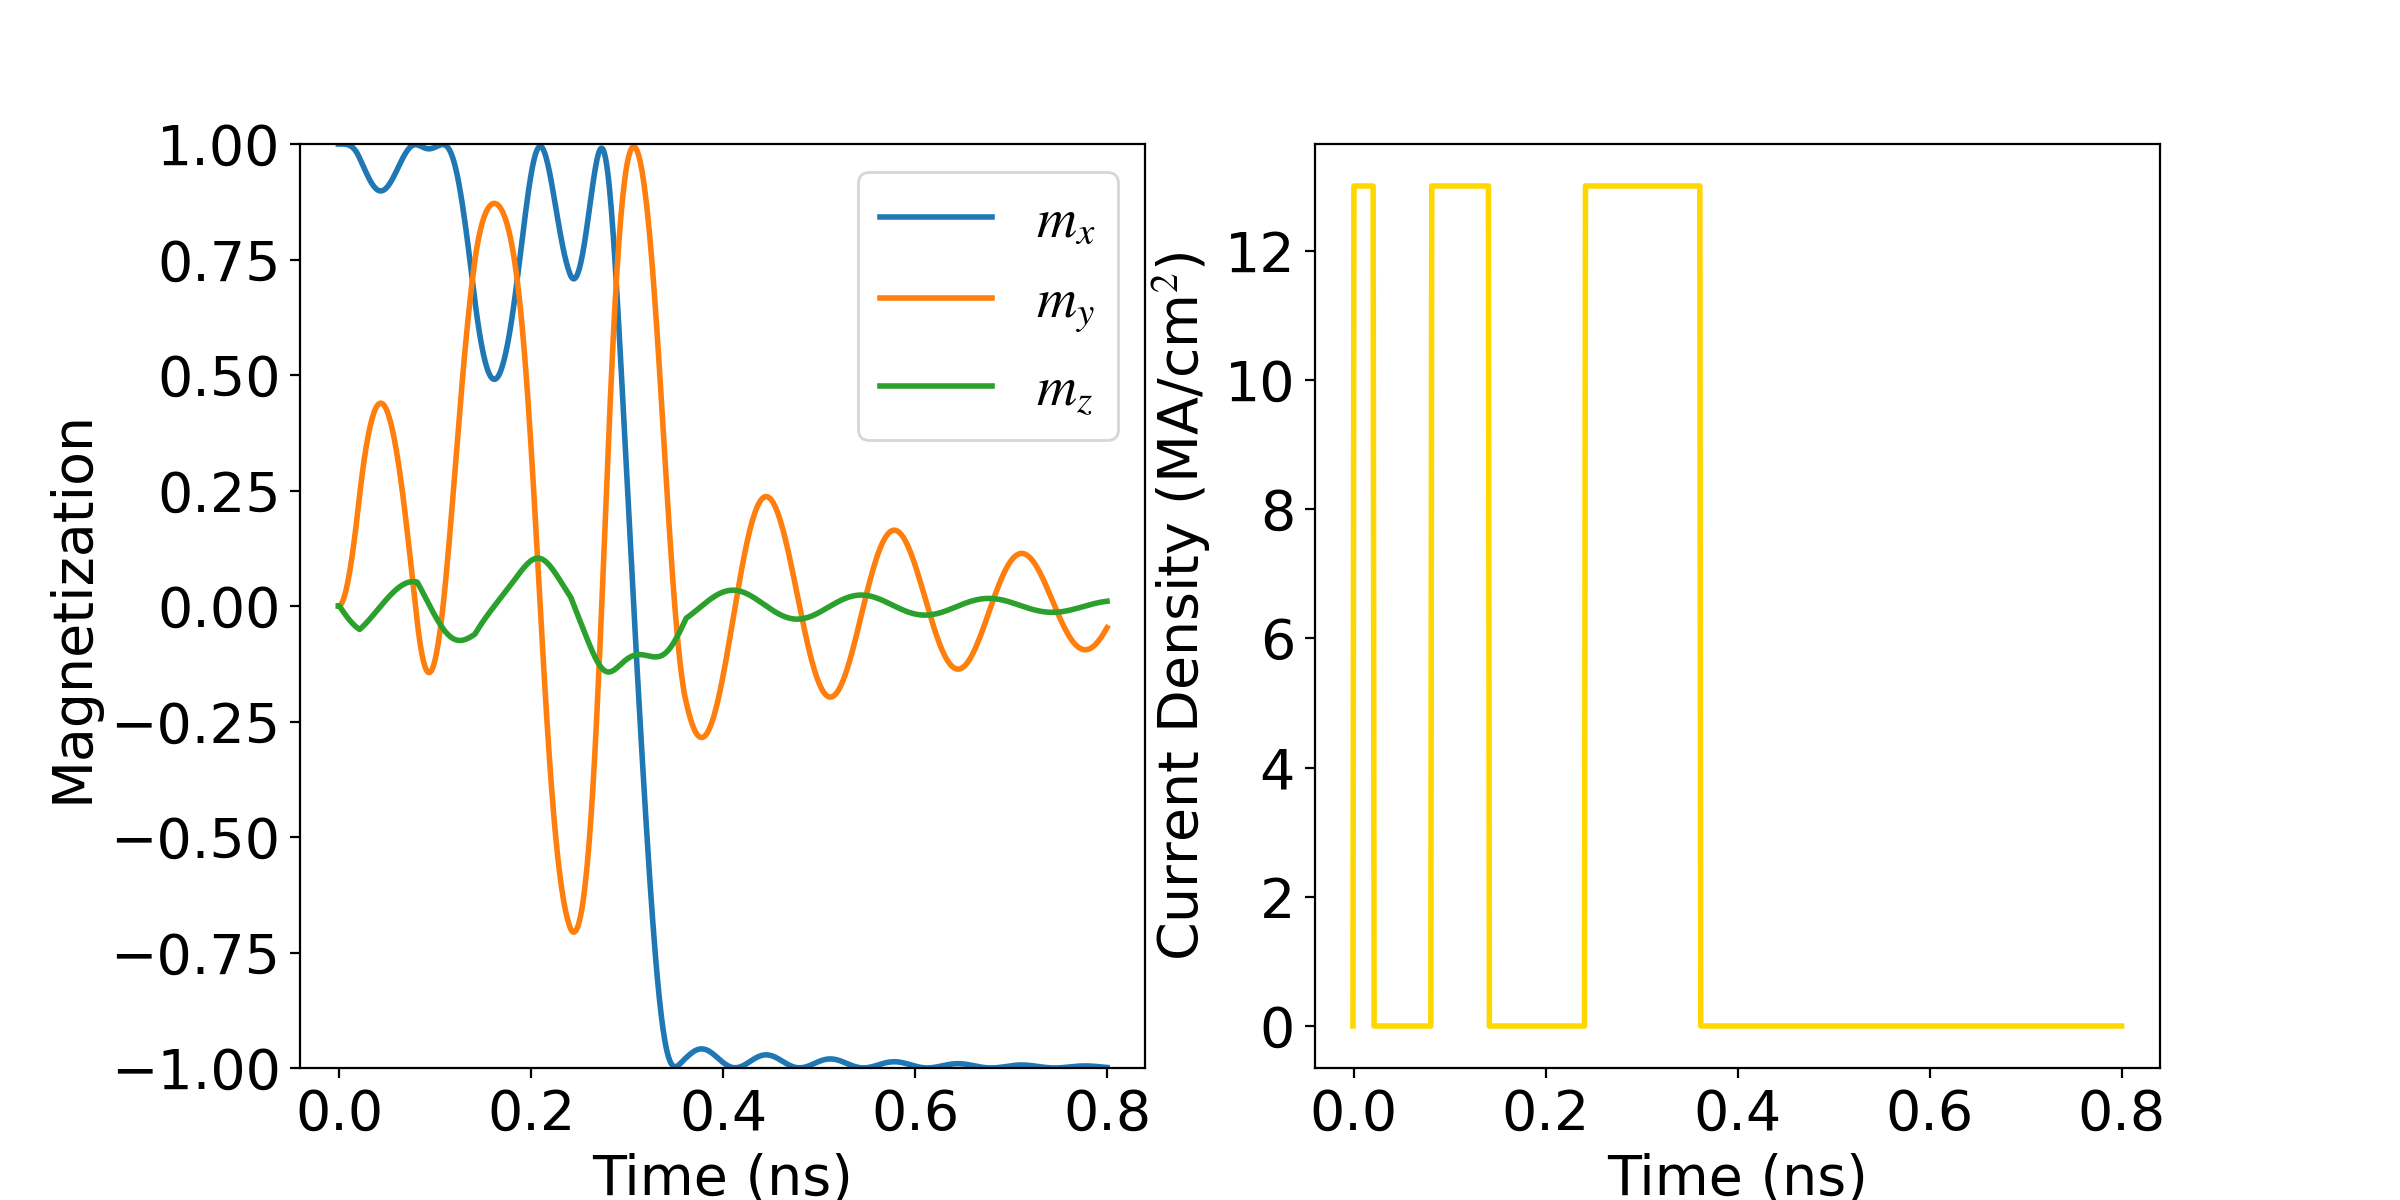 Magnetization
1.00
0.75
0.50
0.25
0.00
−0.25
−0.50
−0.75
−1.00
0.0 0.2 0.4 0.6 0.8
Time (ns)
m_x
m_y
m_z
Current Density (MA/cm²)
12
10
8
6
4
2
0
0.0 0.2 0.4 0.6 0.8
Time (ns)